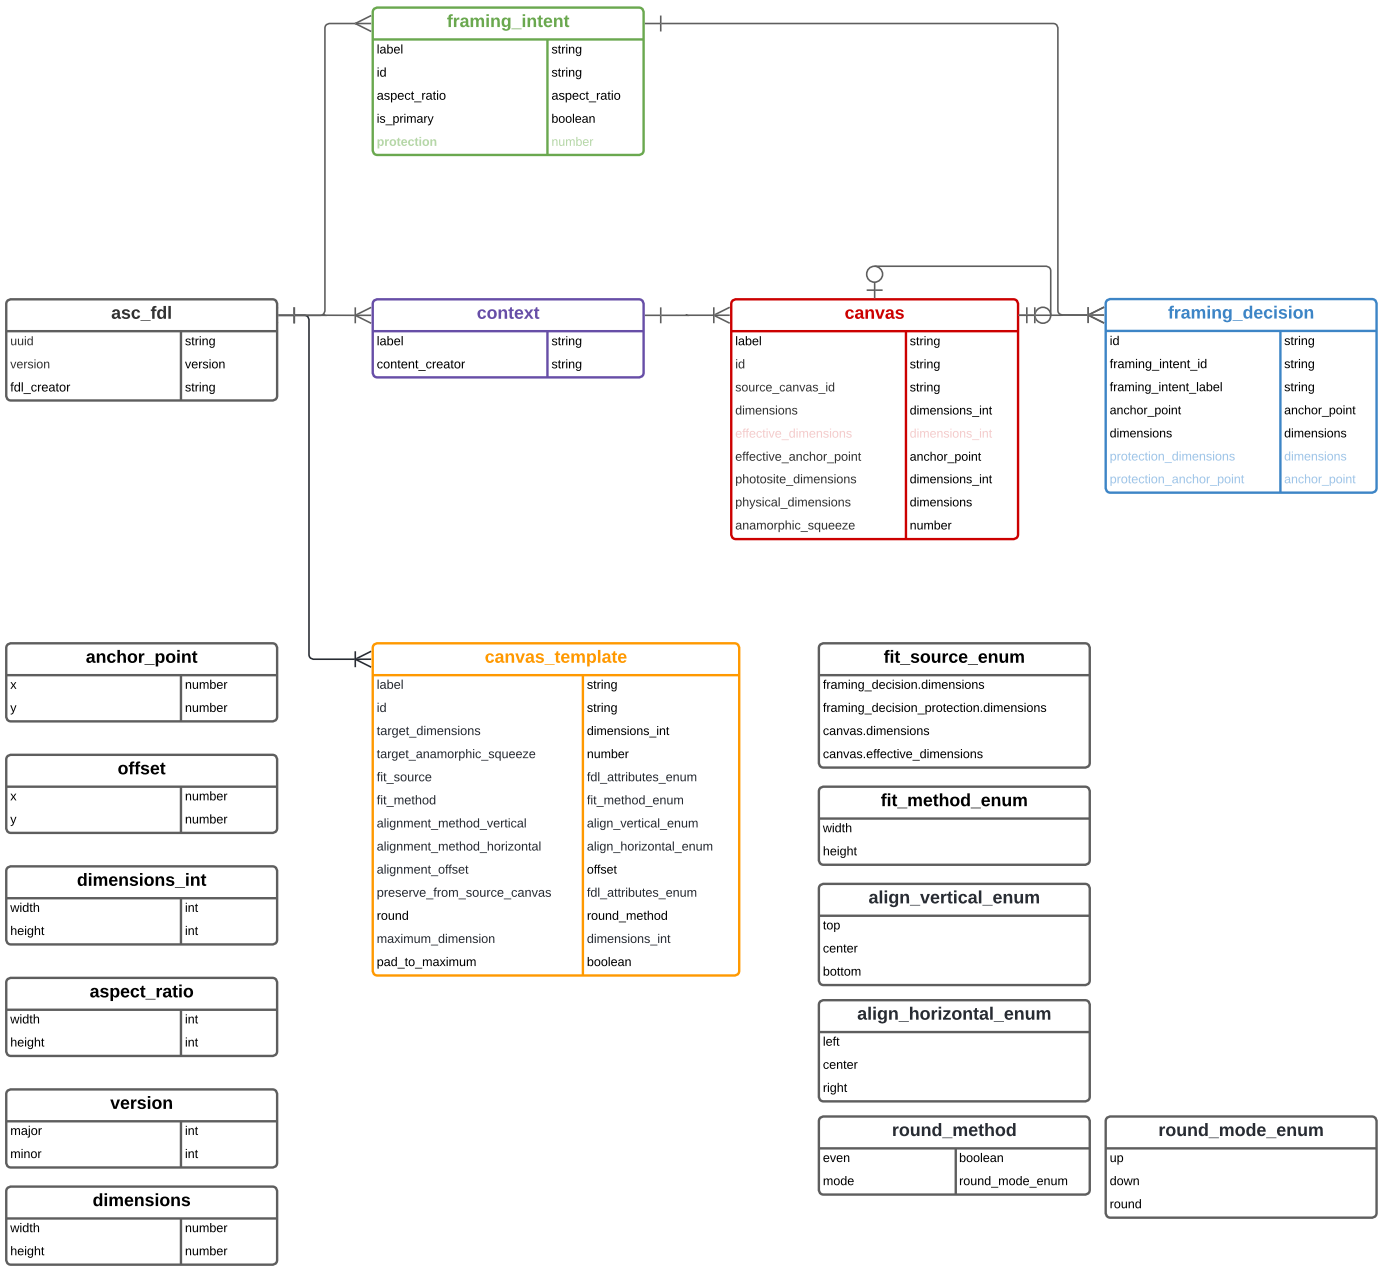 framing_intent
label string
id string
aspect_ratio aspect_ratio
is_primary boolean
protection number
asc_fdl
uuid string
version version
fdl_creator string
context
label string
content_creator string
canvas
label string
id string
source_canvas_id string
dimensions dimensions_int
effective_dimensions dimensions_int
effective_anchor_point anchor_point
photosite_dimensions dimensions_int
physical_dimensions dimensions
anamorphic_squeeze number
framing_decision
id string
framing_intent_id string
framing_intent_label string
anchor_point anchor_point
dimensions dimensions
protection_dimensions dimensions
protection_anchor_point anchor_point
anchor_point
x number
y number
offset
x number
y number
dimensions_int
width int
height int
aspect_ratio
width int
height int
version
major int
minor int
dimensions
width number
height number
canvas_template
label string
id string
target_dimensions dimensions_int
target_anamorphic_squeeze number
fit_source fdl_attributes_enum
fit_method fit_method_enum
alignment_method_vertical align_vertical_enum
alignment_method_horizontal align_horizontal_enum
alignment_offset offset
preserve_from_source_canvas fdl_attributes_enum
round round_method
maximum_dimension dimensions_int
pad_to_maximum boolean
fit_source_enum
framing_decision.dimensions
framing_decision_protection.dimensions
canvas.dimensions
canvas.effective_dimensions
fit_method_enum
width
height
align_vertical_enum
top
center
bottom
align_horizontal_enum
left
center
right
round_method
even boolean
mode round_mode_enum
round_mode_enum
up
down
round